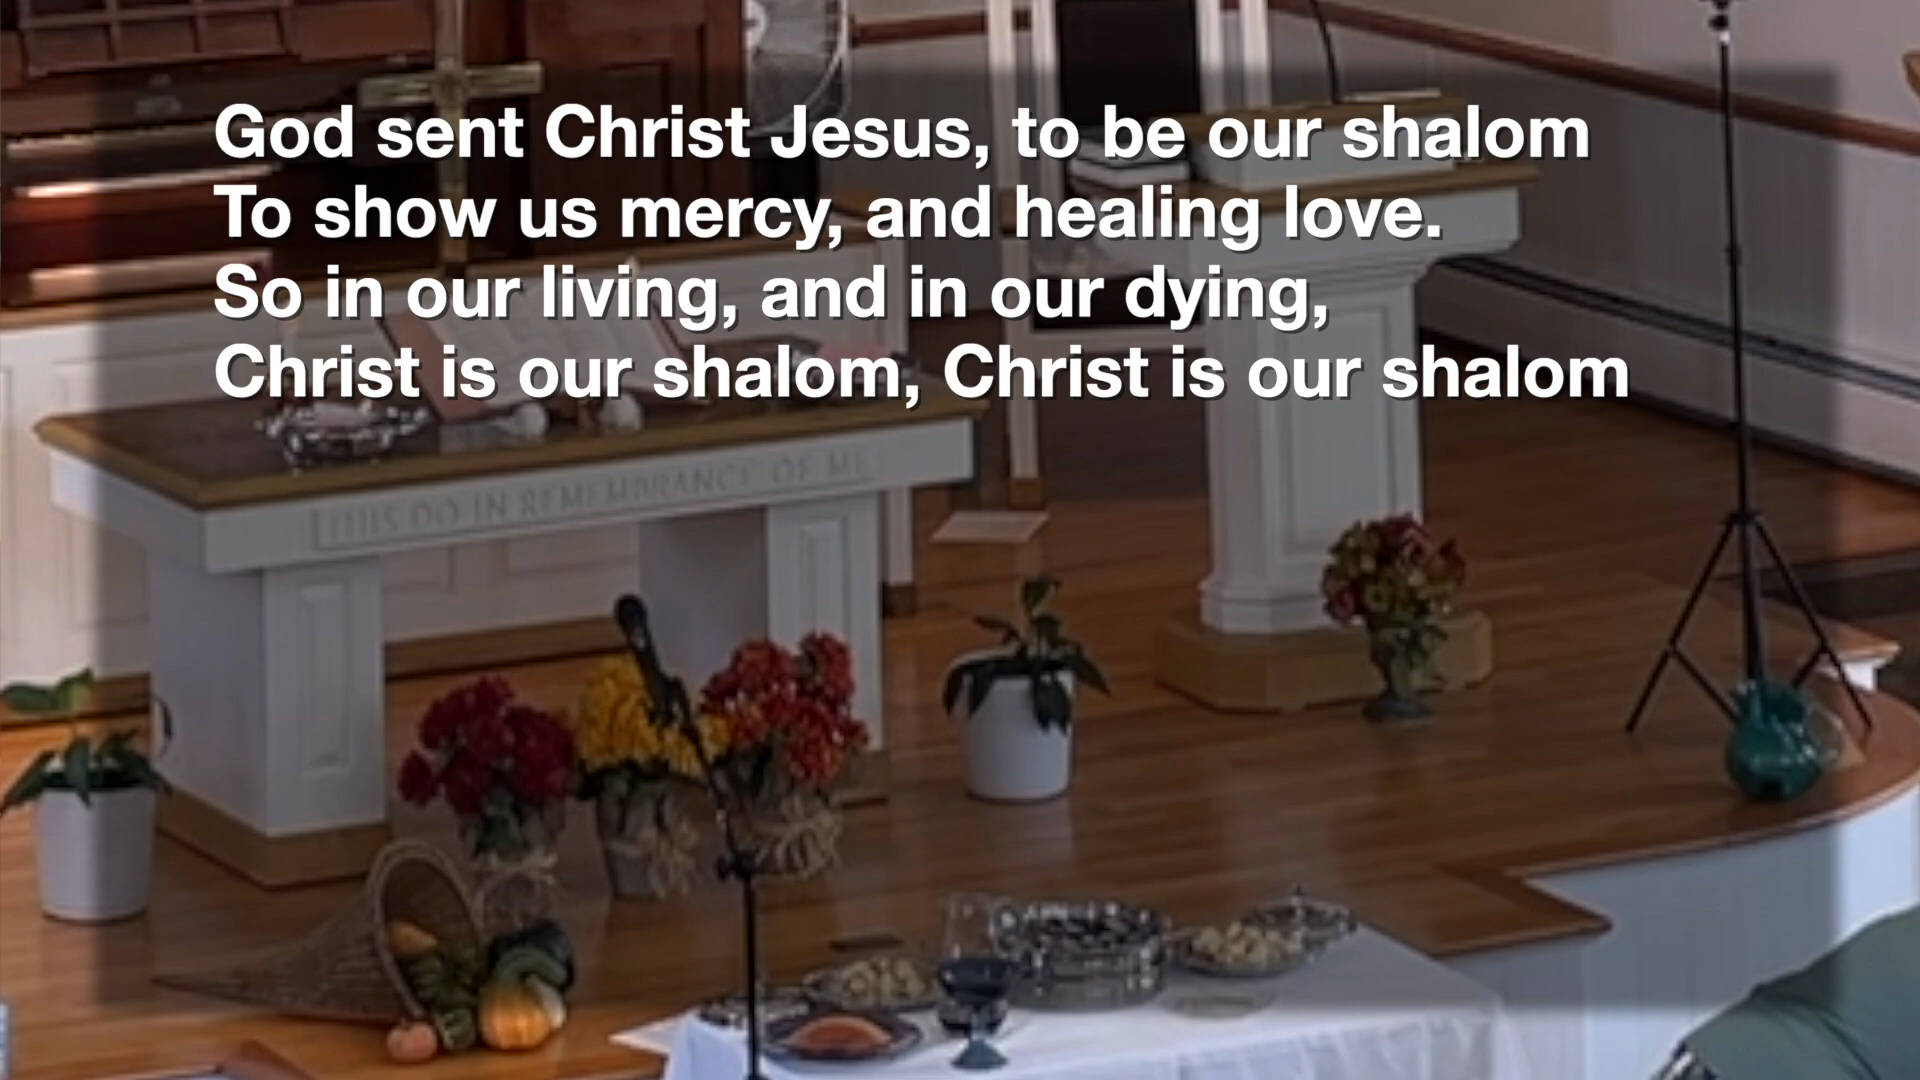 God sent Christ Jesus, to be our shalom
To show us mercy, and healing love.
So in our living, and in our dying,
Christ is our shalom, Christ is our shalom
THIS DO IN REMEMBRANCE OF ME